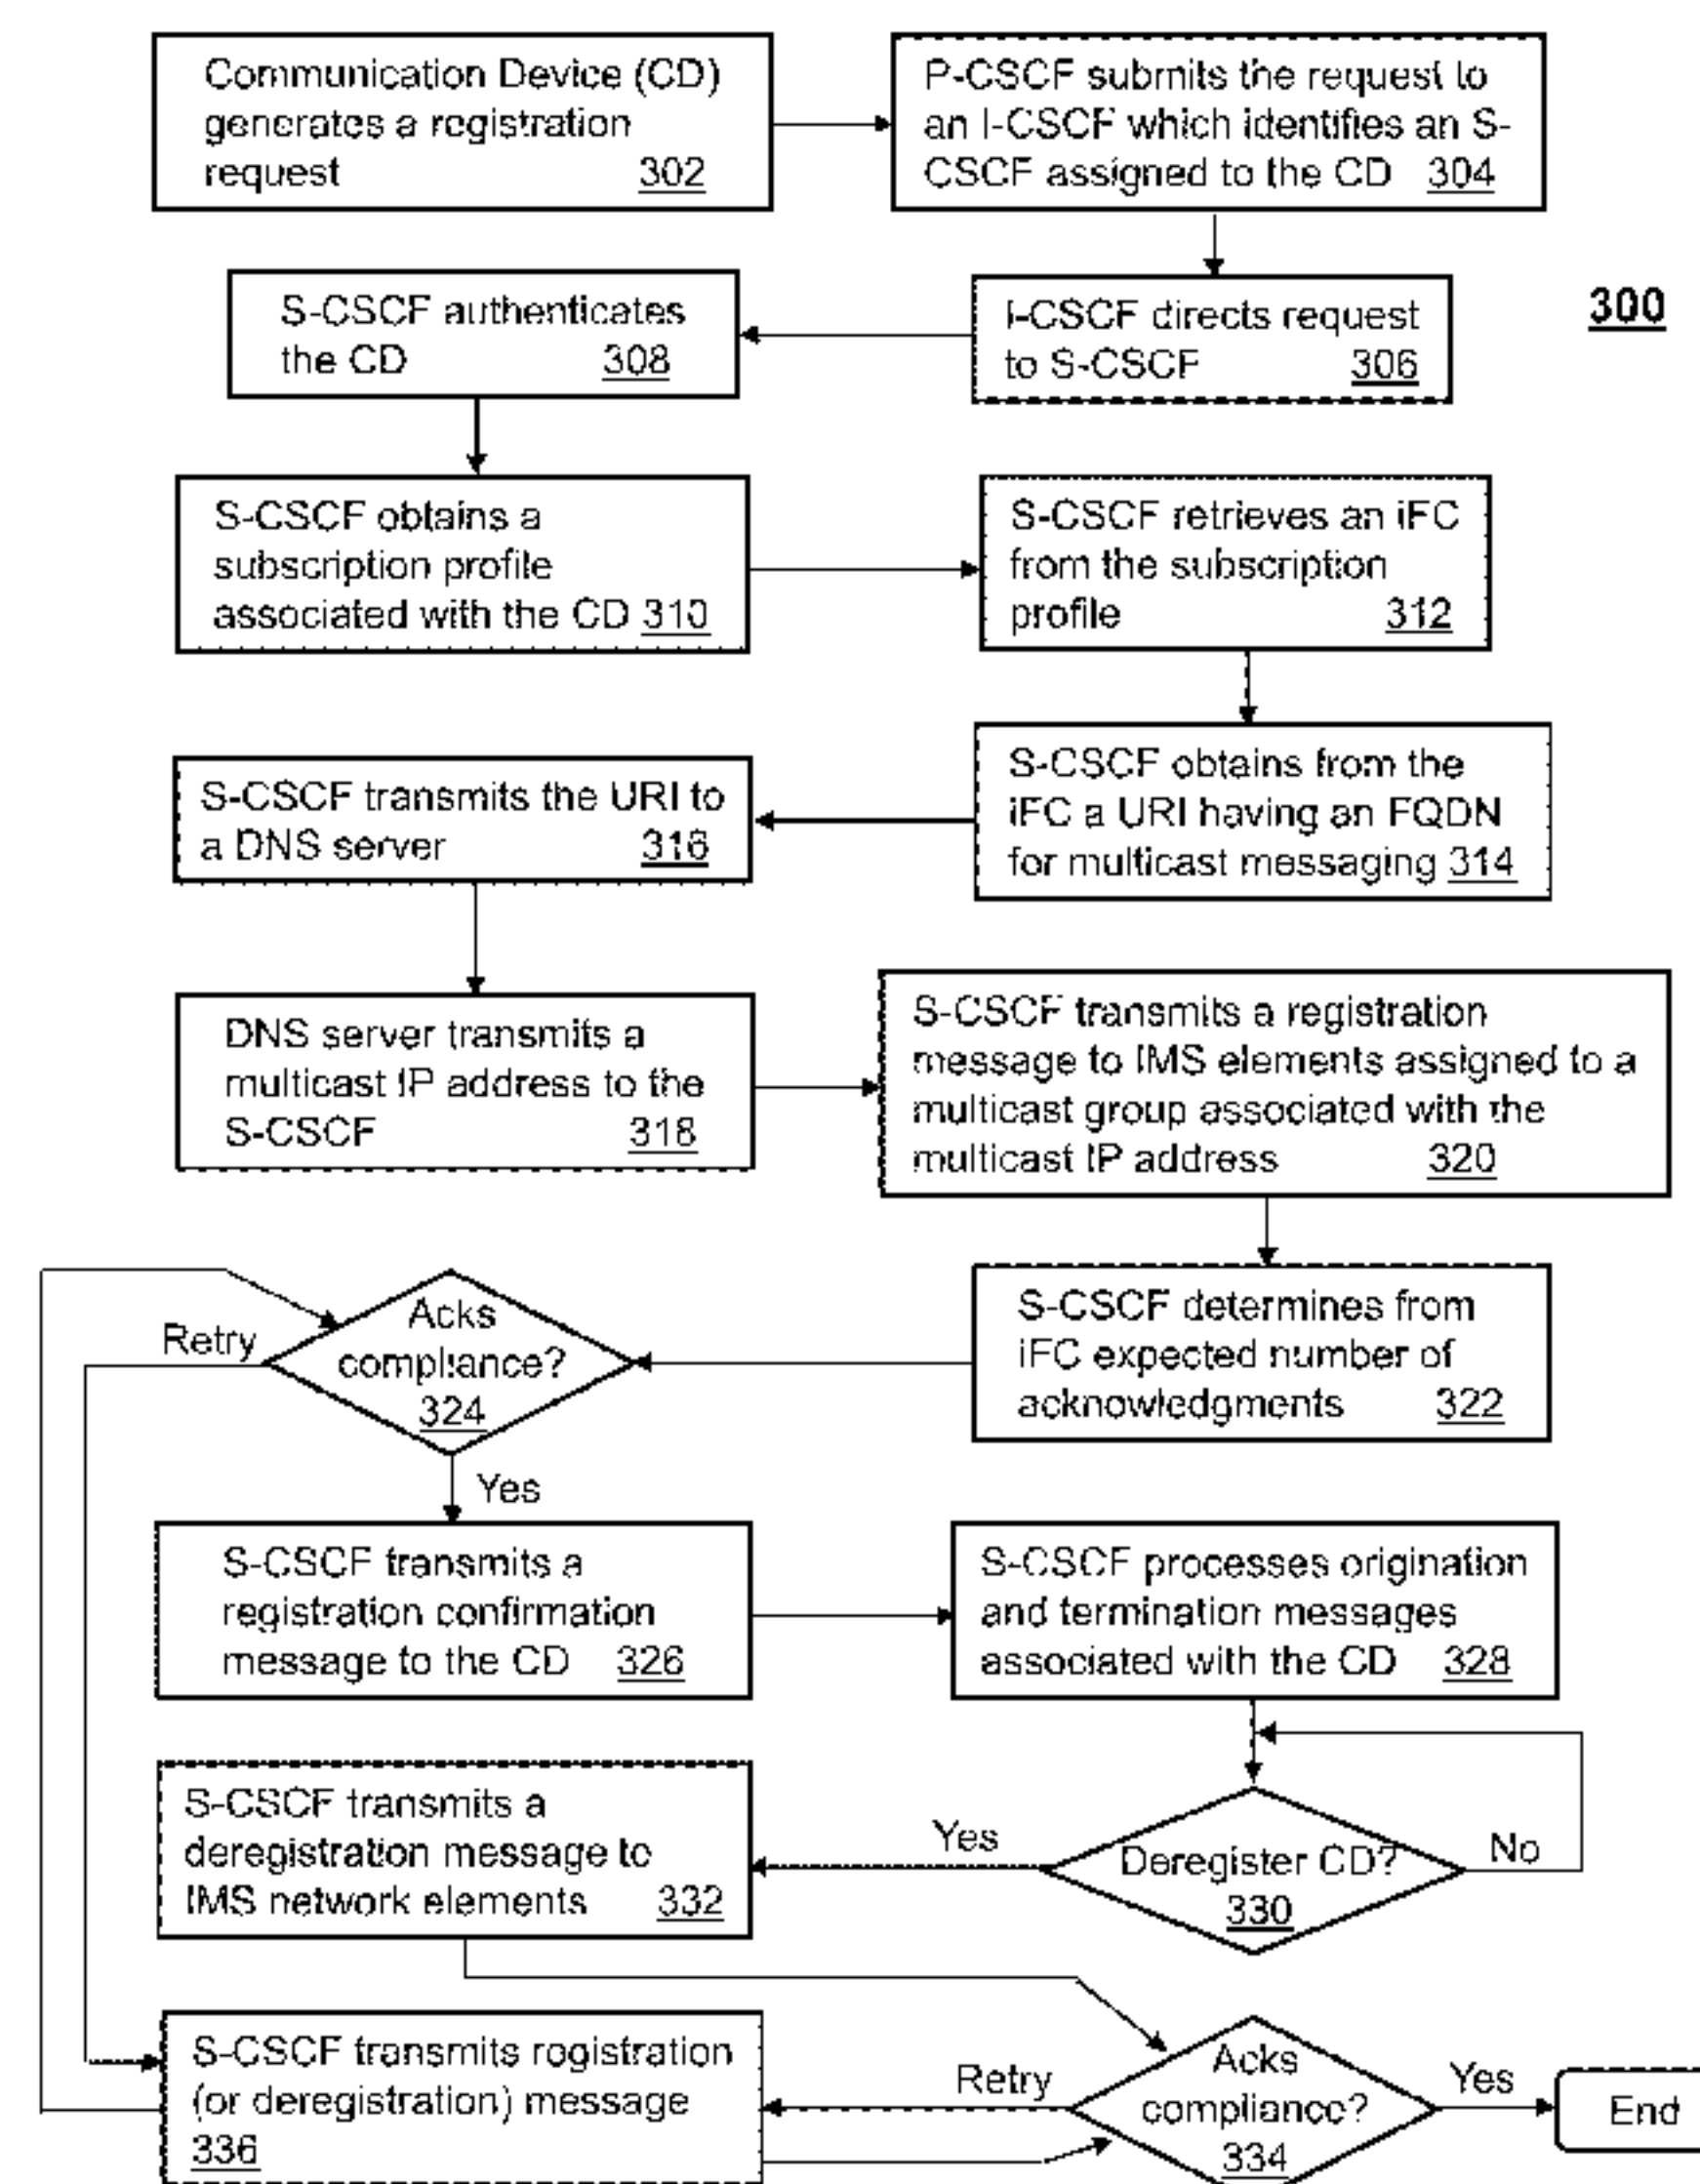 Communication Device (CD)
generates a registration
request 302
P-CSCF submits the request to
an I-CSCF which identifies an S-
CSCF assigned to the CD 304
300
S-CSCF authenticates
the CD 308
I-CSCF directs request
to S-CSCF 306
S-CSCF obtains a
subscription profile
associated with the CD 310
S-CSCF retrieves an iFC
from the subscription
profile 312
S-CSCF transmits the URI to
a DNS server 316
S-CSCF obtains from the
iFC a URI having an FQDN
for multicast messaging 314
DNS server transmits a
multicast IP address to the
S-CSCF 318
S-CSCF transmits a registration
message to IMS elements assigned to a
multicast group associated with the
multicast IP address 320
Retry
Acks
compliance?
324
Yes
S-CSCF determines from
iFC expected number of
acknowledgments 322
S-CSCF transmits a
registration confirmation
message to the CD 326
S-CSCF processes origination
and termination messages
associated with the CD 328
S-CSCF transmits a
deregistration message to
IMS network elements 332
Yes
Deregister CD?
330
No
S-CSCF transmits registration
(or deregistration) message
336
Retry
Acks
compliance?
334
Yes
End